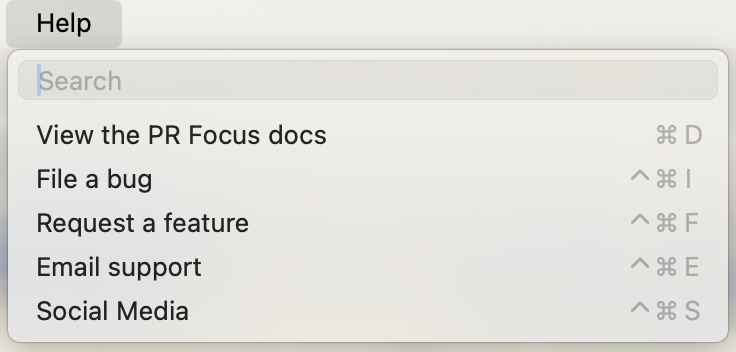 Help
Search
View the PR Focus docs ⌘ D
File a bug ^ ⌘ I
Request a feature ^ ⌘ F
Email support ^ ⌘ E
Social Media ^ ⌘ S